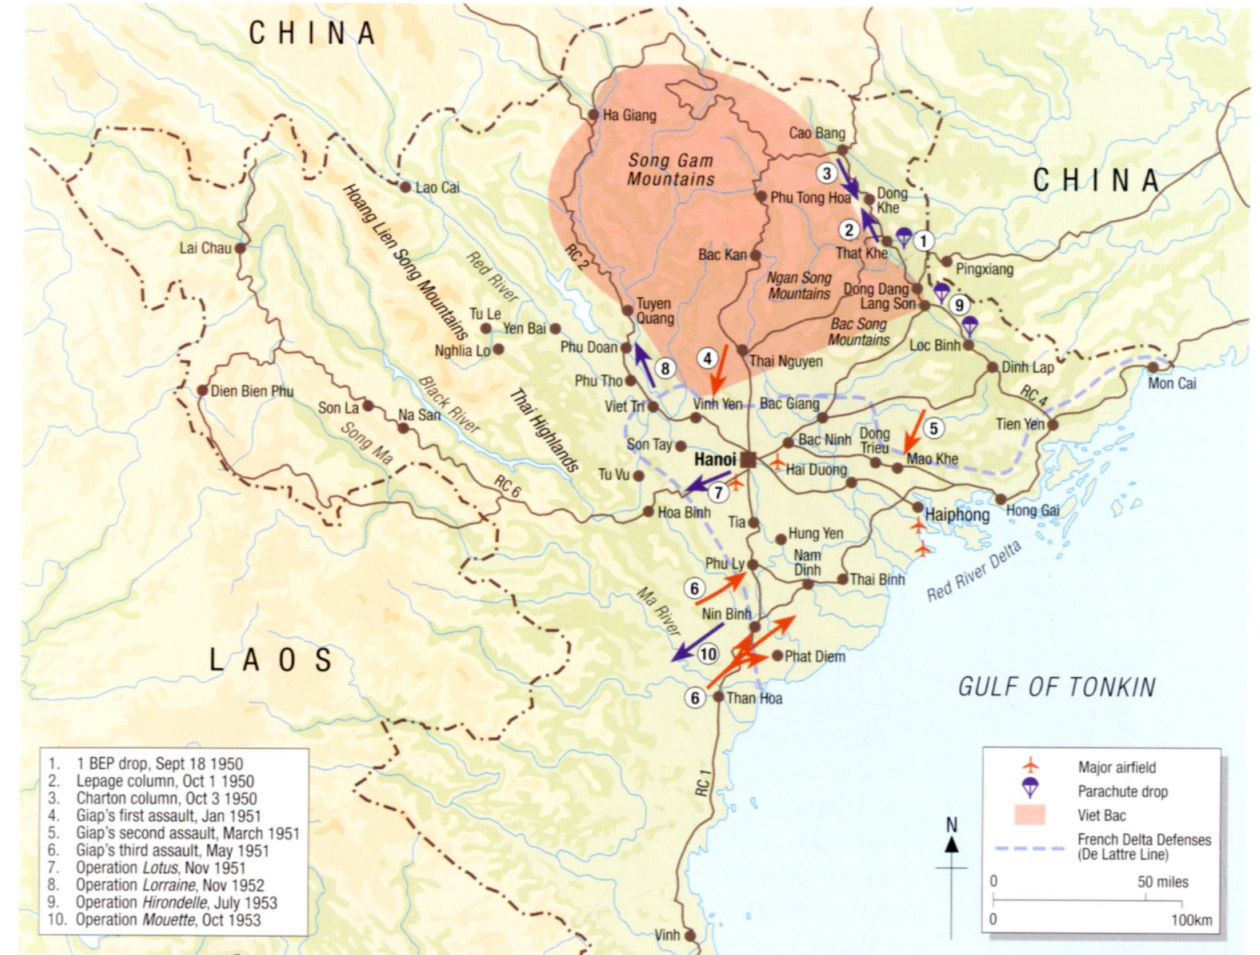 CHINA
Ha Giang
Cao Bang
Song Gam
Mountains
3
CHINA
Lao Cai
Phu Tong Hoa
Dong
Khe
Hoang Lien Song Mountains
2
1
Lai Chau
RC 2
Bac Kan
That Khe
Pingxiang
Red River
Ngan Song
Mountains
Dong Dang
Lang Son
9
Tuyen
Quang
Tu Le
Yen Bai
Bac Song
Mountains
Nghlia Lo
Phu Doan
Loc Binh
8
4
Thai Nguyen
Dinh Lap
Phu Tho
Mon Cai
Dien Bien Phu
Black River
Thai Highlands
RC 4
Son La
Na San
Viet Tri
Vinh Yen
Bac Giang
Tien Yen
5
Song Ma
Son Tay
Bac Ninh
Dong
Trieu
Hanoi
Mao Khe
Hai Duong
Tu Vu
RC 6
7
Hoa Binh
Hong Gai
Haiphong
Tia
Hung Yen
Red River Delta
Phu Ly
Nam
Dinh
Thai Binh
6
Ma River
Nin Binh
10
LAOS
Phat Diem
GULF OF TONKIN
6
Than Hoa
RC 1
Vinh
1. 1 BEP drop, Sept 18 1950
2. Lepage column, Oct 1 1950
3. Charton column, Oct 3 1950
4. Giap's first assault, Jan 1951
5. Giap's second assault, March 1951
6. Giap's third assault, May 1951
7. Operation Lotus, Nov 1951
8. Operation Lorraine, Nov 1952
9. Operation Hirondelle, July 1953
10. Operation Mouette, Oct 1953
N
Major airfield
Parachute drop
Viet Bac
French Delta Defenses
(De Lattre Line)
0 50 miles
0 100km